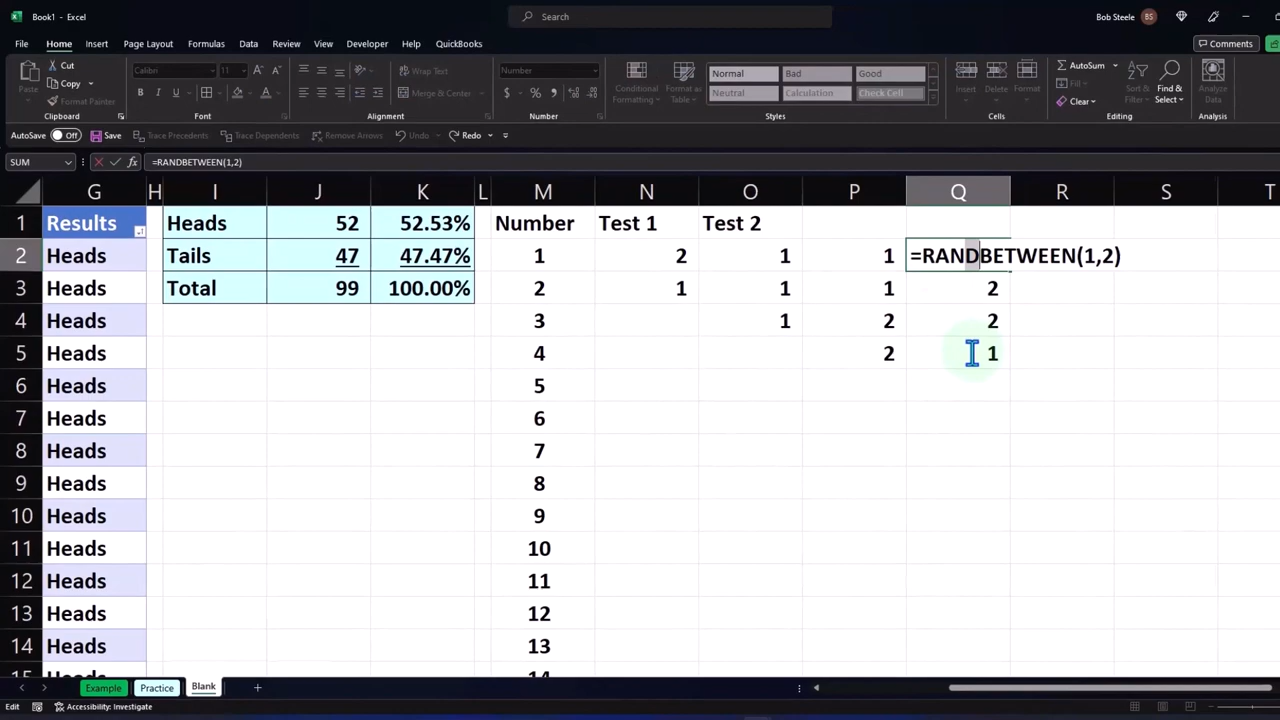 Book1 - Excel
Search
Bob Steele BS
File Home Insert Page Layout Formulas Data Review View Developer Help QuickBooks Comments
Paste Cut Copy Format Painter Clipboard
Calibri 11 Font
Wrap Text Merge & Center Alignment
Number Number
Conditional Formatting Format as Table
Normal Bad Good
Neutral Calculation Check Cell
Styles
Insert Delete Format Cells
AutoSum Clear Sort & Filter Find & Select Editing
Analyze Data Analysis
AutoSave Off Save Trace Precedents Trace Dependents Remove Arrows Undo Redo
SUM =RANDBETWEEN(1,2)
G H I J K L M N O P Q R S T
1 Results Heads 52 52.53% Number Test 1 Test 2
2 Heads Tails 47 47.47% 1 2 1 1 =RANDBETWEEN(1,2)
3 Heads Total 99 100.00% 2 1 1 1 2
4 Heads 3 1 2 2
5 Heads 4 2 1
6 Heads 5
7 Heads 6
8 Heads 7
9 Heads 8
10 Heads 9
11 Heads 10
12 Heads 11
13 Heads 12
14 Heads 13
15 14
Example Practice Blank
Edit Accessibility: Investigate